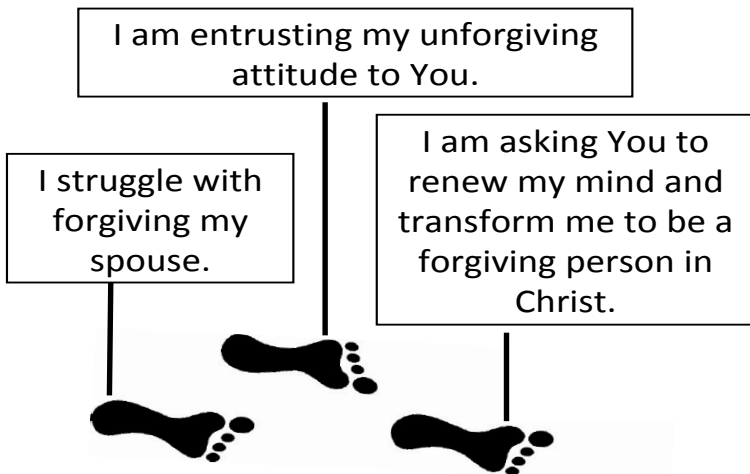 I am entrusting my unforgiving
attitude to You.
I struggle with
forgiving my
spouse.
I am asking You to
renew my mind and
transform me to be a
forgiving person in
Christ.